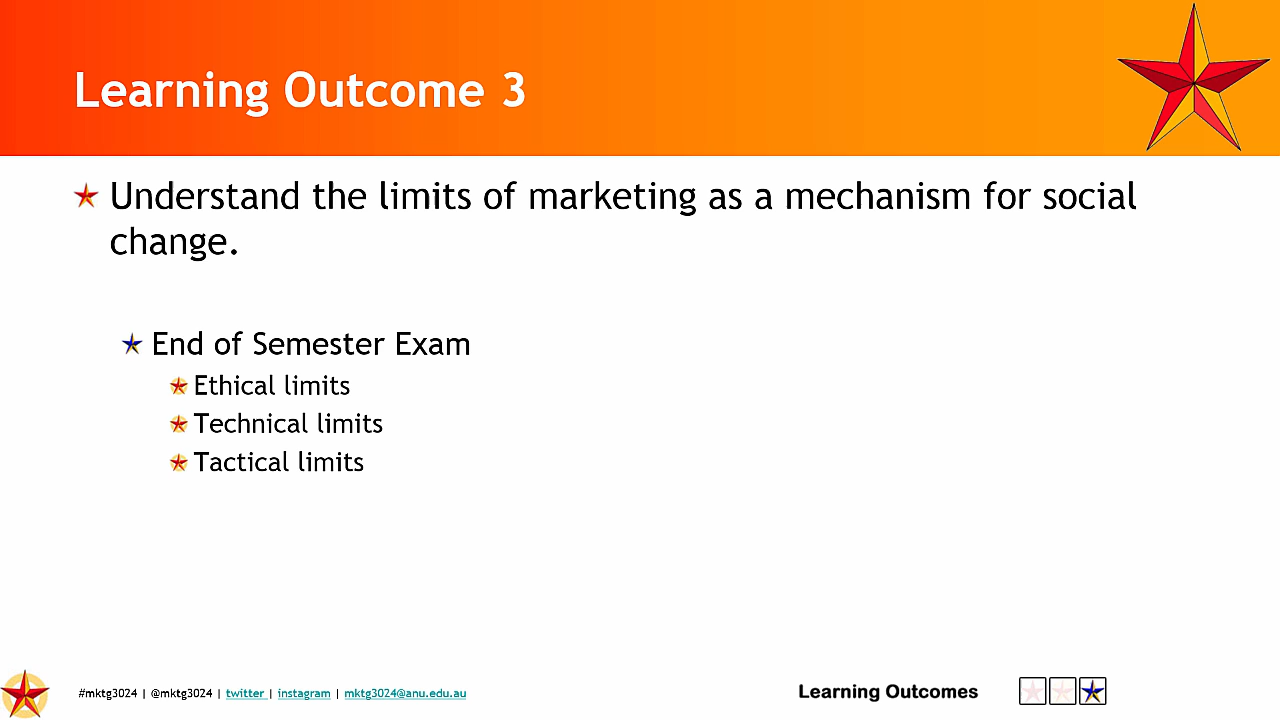 Learning Outcome 3
Understand the limits of marketing as a mechanism for social
change.
End of Semester Exam
Ethical limits
Technical limits
Tactical limits
#mktg3024 | @mktg3024 | twitter | instagram | mktg3024@anu.edu.au
Learning Outcomes